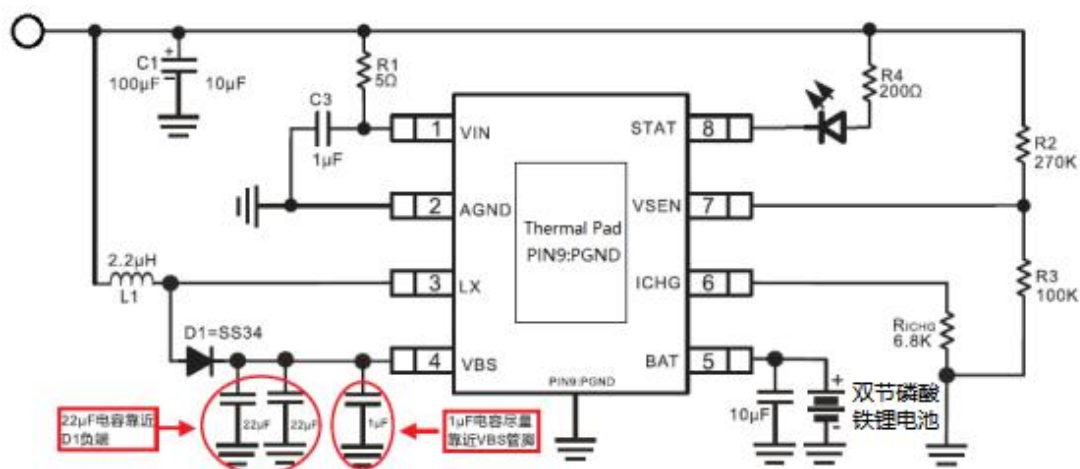 C1
100μF
10μF
R1
5Ω
C3
1μF
1
VIN
2
AGND
2.2μH
L1
3
LX
D1=SS34
4
VBS
Thermal Pad
PIN9:PGND
PIN9:PGND
STAT
8
VSEN
7
ICHG
6
BAT
5
R4
200Ω
R2
270K
R3
100K
RICHG
6.8K
10μF
双节磷酸
铁锂电池
22μF电容靠近
D1负端
22μF
22μF
1μF
1μF电容尽量
靠近VBS管脚